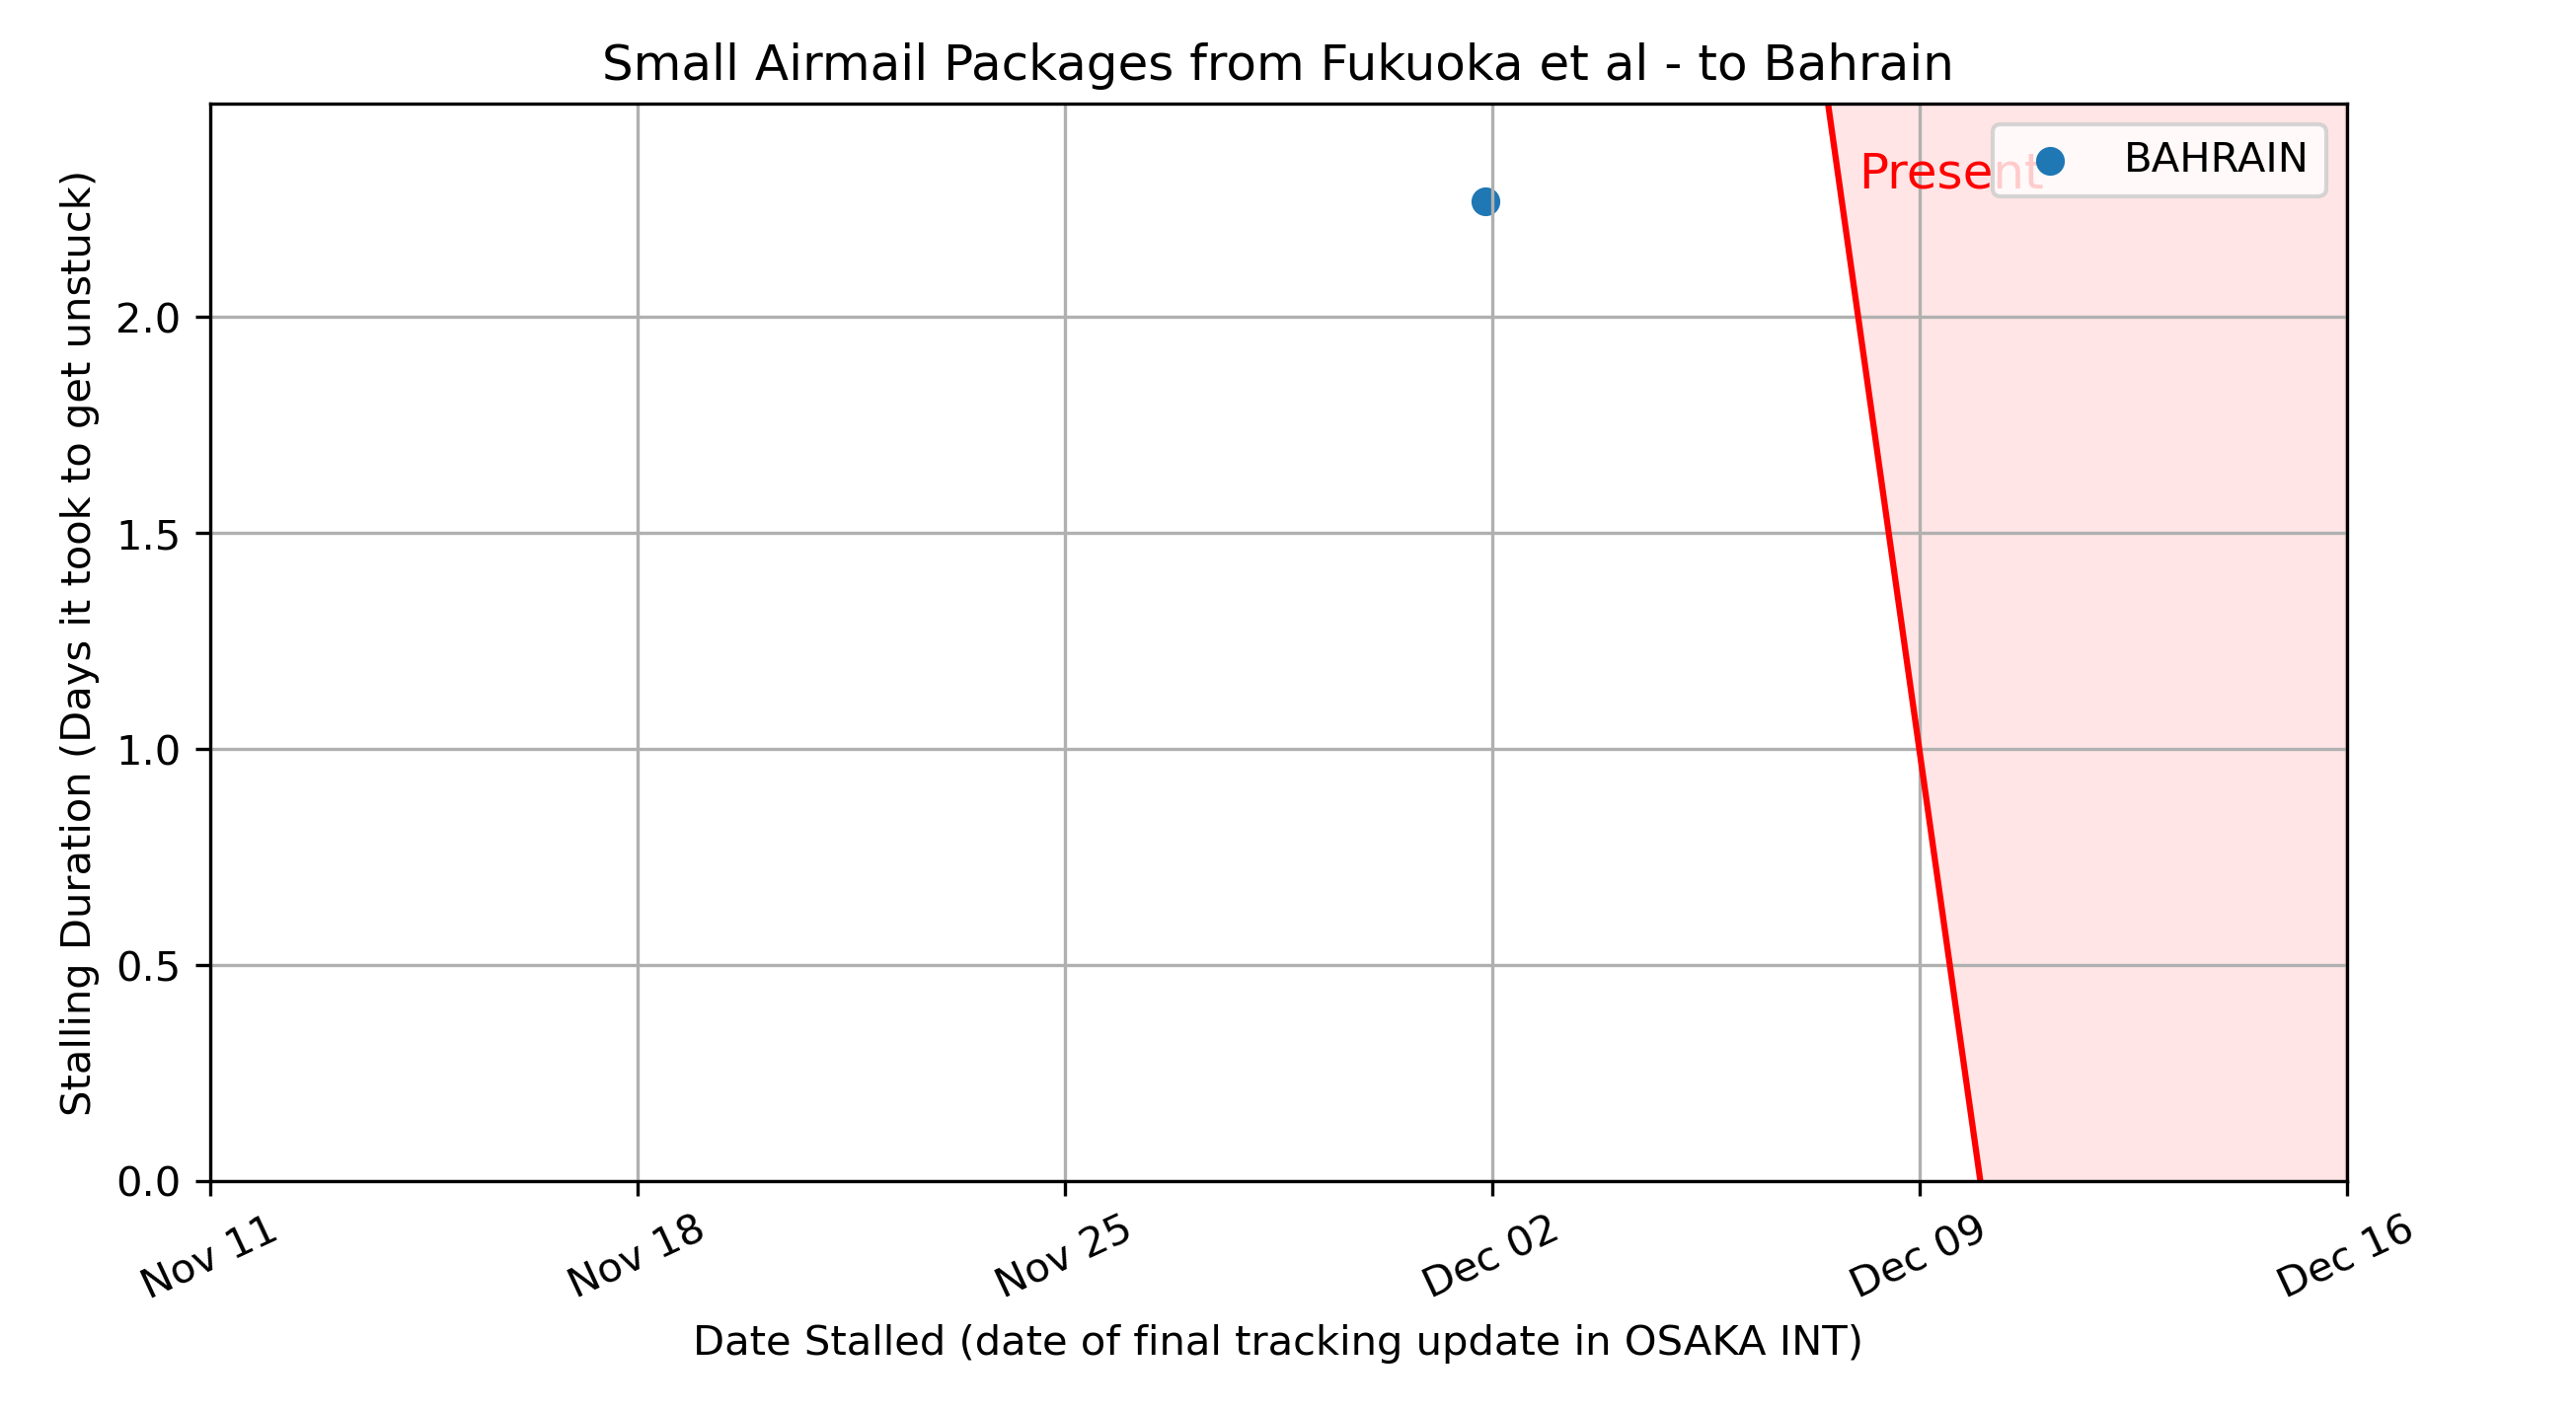 Small Airmail Packages from Fukuoka et al - to Bahrain
Present
BAHRAIN
Stalling Duration (Days it took to get unstuck)
2.0
1.5
1.0
0.5
0.0
Nov 11
Nov 18
Nov 25
Dec 02
Dec 09
Dec 16
Date Stalled (date of final tracking update in OSAKA INT)